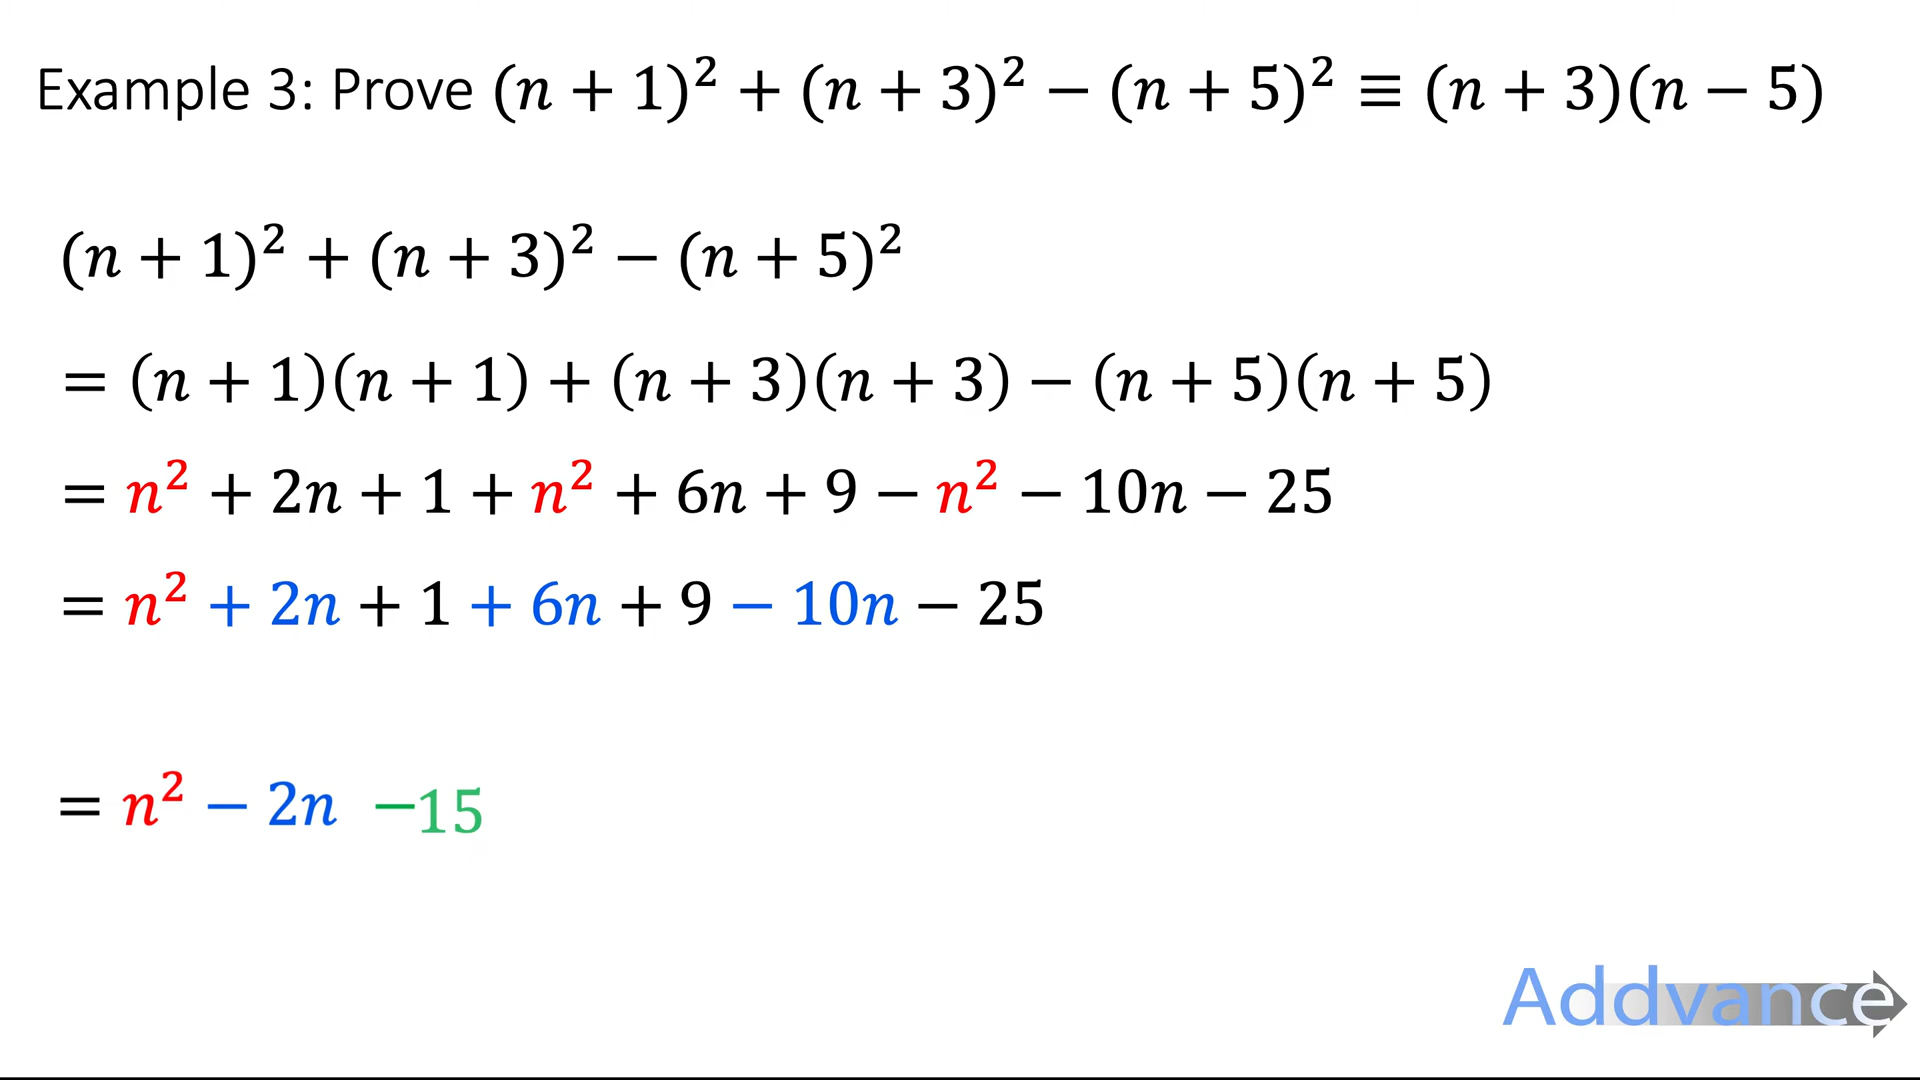 Example 3: Prove (n + 1)² + (n + 3)² − (n + 5)² ≡ (n + 3)(n − 5)
(n + 1)² + (n + 3)² − (n + 5)²
= (n + 1)(n + 1) + (n + 3)(n + 3) − (n + 5)(n + 5)
= n² + 2n + 1 + n² + 6n + 9 − n² − 10n − 25
= n² + 2n + 1 + 6n + 9 − 10n − 25
= n² − 2n −15
Addvance